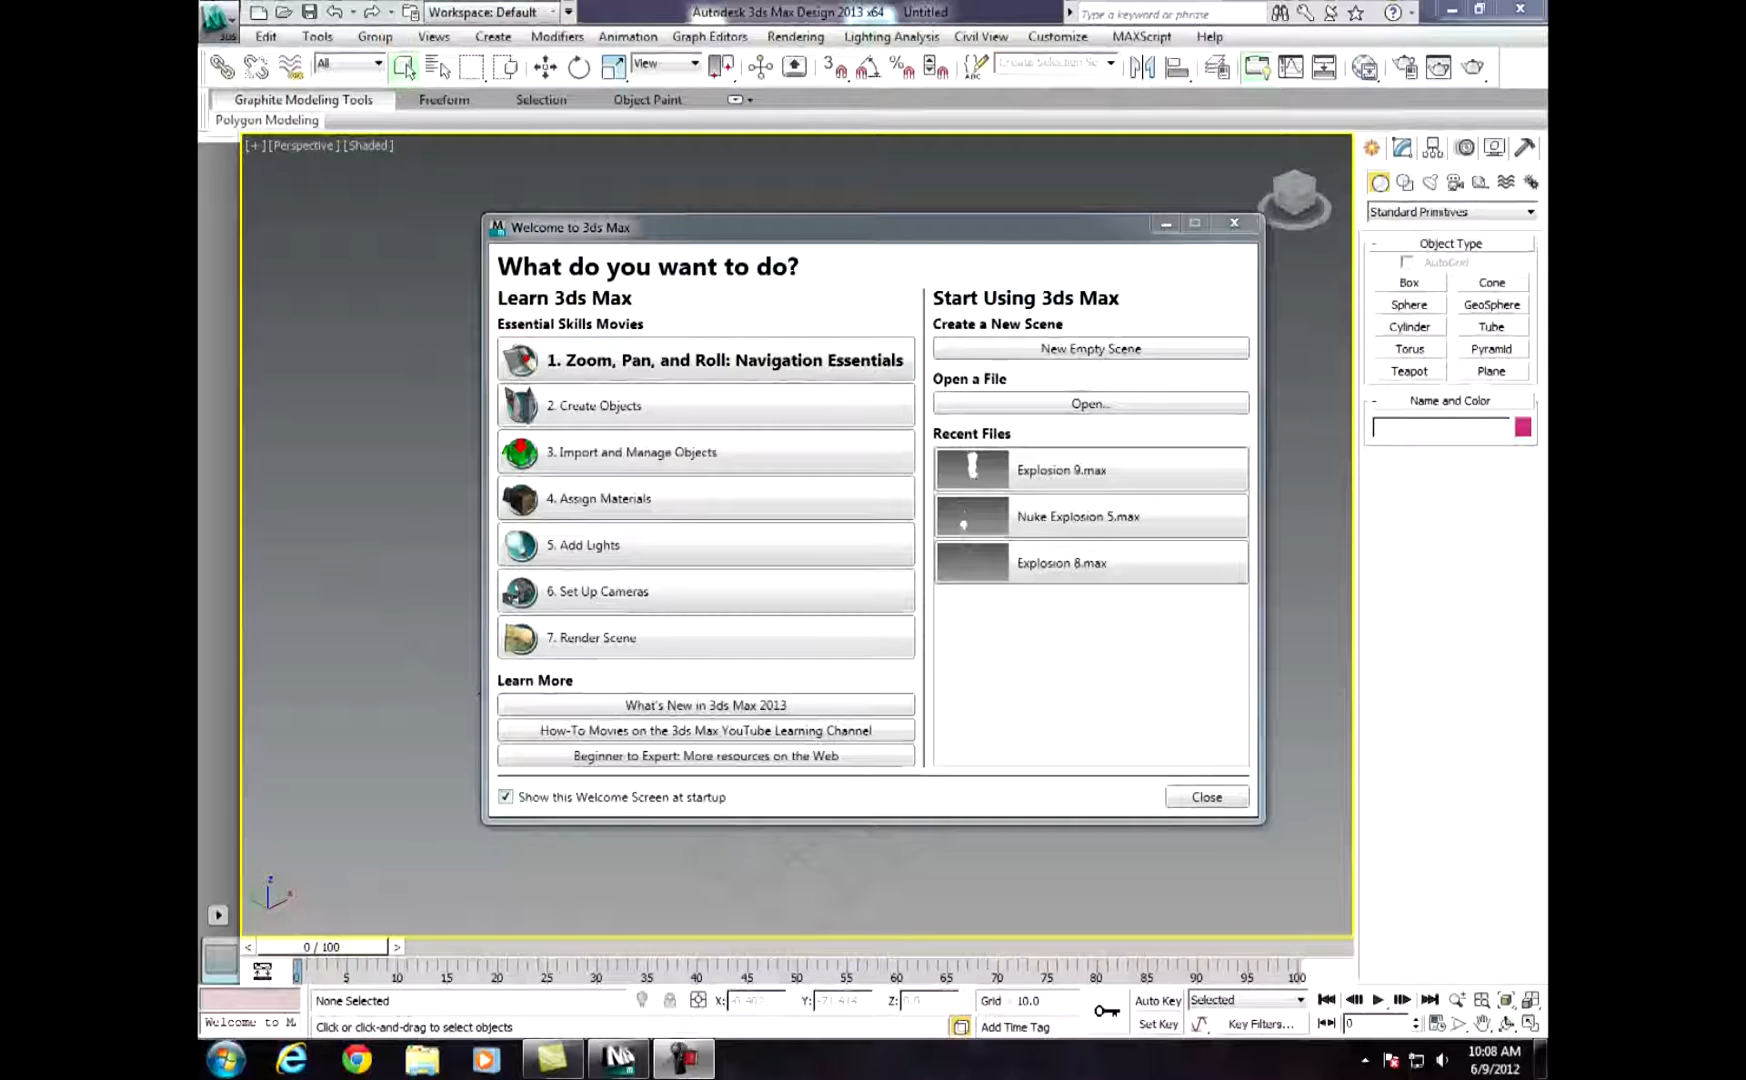 Workspace: Default
Autodesk 3ds Max Design 2013 x64 Untitled
Type a keyword or phrase
Edit Tools Group Views Create Modifiers Animation Graph Editors Rendering Lighting Analysis Civil View Customize MAXScript Help
All
View
3
Create Selection Se
Graphite Modeling Tools Freeform Selection Object Paint
Polygon Modeling
[+][Perspective][Shaded]
Standard Primitives
Object Type
AutoGrid
Box Cone
Sphere GeoSphere
Cylinder Tube
Torus Pyramid
Teapot Plane
Name and Color
Welcome to 3ds Max
What do you want to do?
Learn 3ds Max
Essential Skills Movies
1. Zoom, Pan, and Roll: Navigation Essentials
2. Create Objects
3. Import and Manage Objects
4. Assign Materials
5. Add Lights
6. Set Up Cameras
7. Render Scene
Learn More
What's New in 3ds Max 2013
How-To Movies on the 3ds Max YouTube Learning Channel
Beginner to Expert: More resources on the Web
Show this Welcome Screen at startup
Start Using 3ds Max
Create a New Scene
New Empty Scene
Open a File
Open...
Recent Files
Explosion 9.max
Nuke Explosion 5.max
Explosion 8.max
Close
z
x
< 0 / 100 >
0 5 10 15 20 25 30 35 40 45 50 55 60 65 70 75 80 85 90 95 100
None Selected
X: Y: Z: 0.0
Grid = 10.0
Auto Key Selected
Welcome to M
Click or click-and-drag to select objects
Add Time Tag
Set Key Key Filters...
0
10:08 AM
6/9/2012